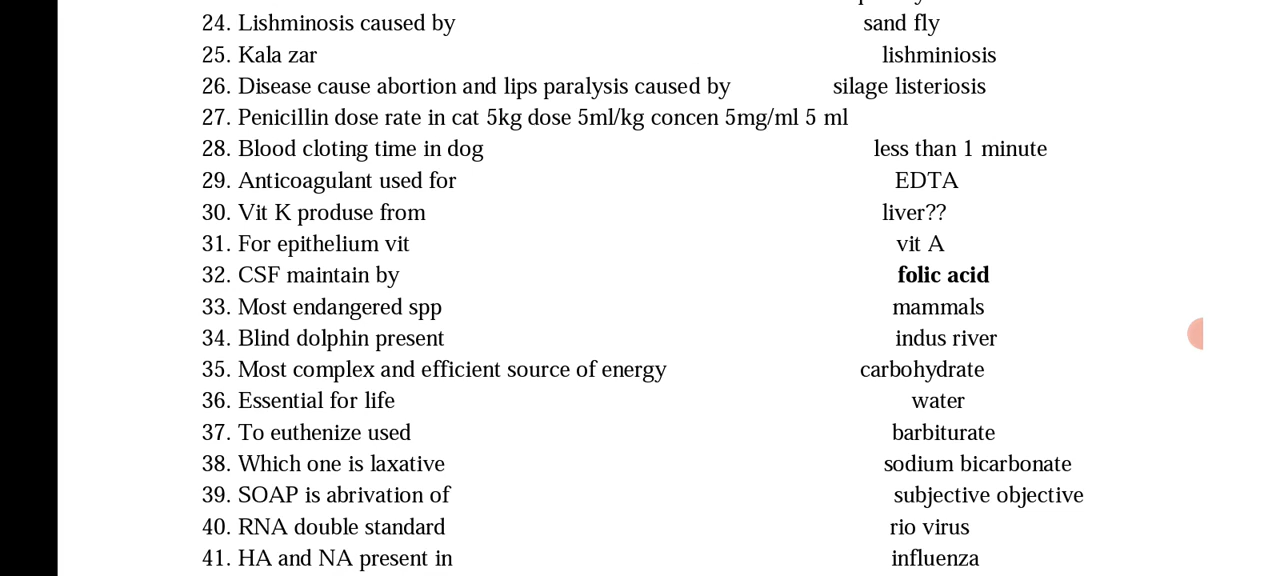 24. Lishminosis caused by sand fly
25. Kala zar lishminiosis
26. Disease cause abortion and lips paralysis caused by silage listeriosis
27. Penicillin dose rate in cat 5kg dose 5ml/kg concen 5mg/ml 5 ml
28. Blood cloting time in dog less than 1 minute
29. Anticoagulant used for EDTA
30. Vit K produse from liver??
31. For epithelium vit vit A
32. CSF maintain by folic acid
33. Most endangered spp mammals
34. Blind dolphin present indus river
35. Most complex and efficient source of energy carbohydrate
36. Essential for life water
37. To euthenize used barbiturate
38. Which one is laxative sodium bicarbonate
39. SOAP is abrivation of subjective objective
40. RNA double standard rio virus
41. HA and NA present in influenza